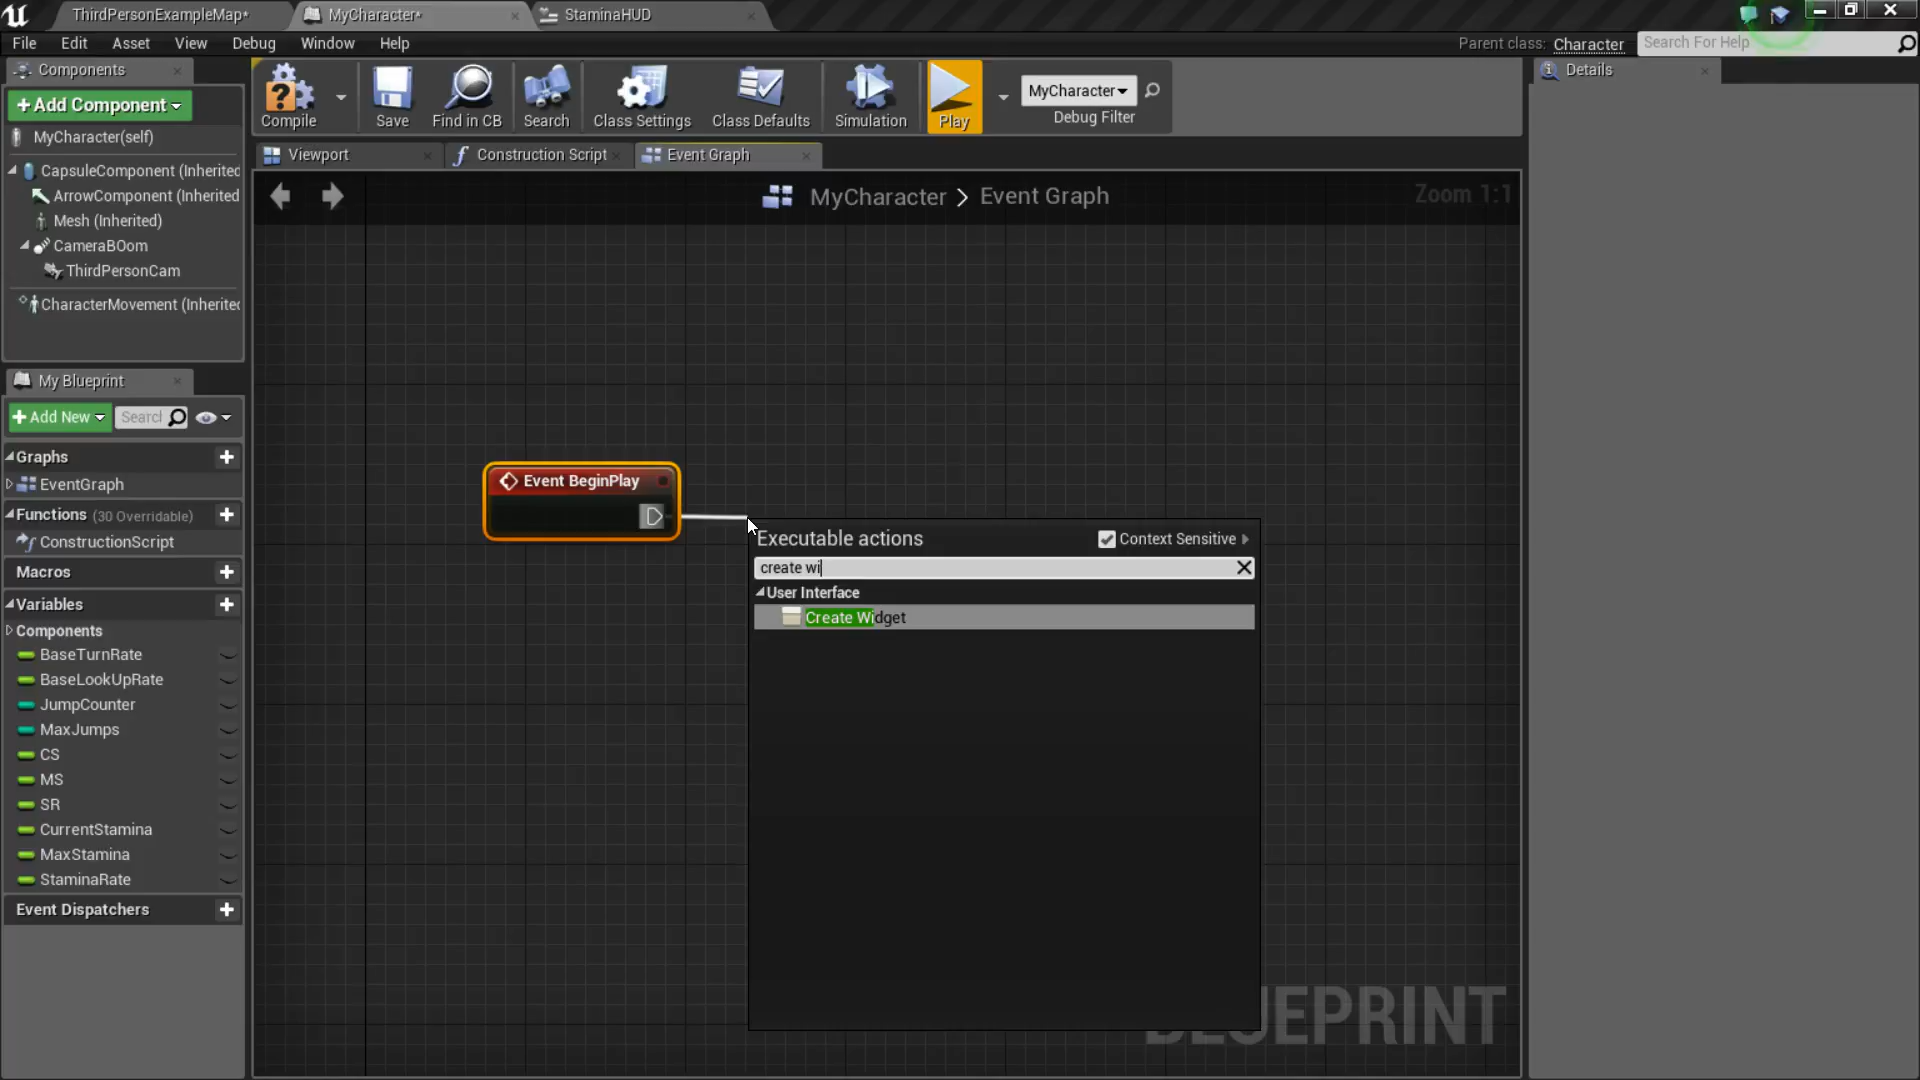 ThirdPersonExampleMap*
MyCharacter*
StaminaHUD
File Edit Asset View Debug Window Help
Parent class: Character
Search For Help
Components
+Add Component
MyCharacter(self)
CapsuleComponent (Inherited
ArrowComponent (Inherited
Mesh (Inherited)
CameraBOom
ThirdPersonCam
CharacterMovement (Inherited
My Blueprint
+Add New
Search
Graphs
EventGraph
Functions (30 Overridable)
ConstructionScript
Macros
Variables
Components
BaseTurnRate
BaseLookUpRate
JumpCounter
MaxJumps
CS
MS
SR
CurrentStamina
MaxStamina
StaminaRate
Event Dispatchers
Compile
Save
Find in CB
Search
Class Settings
Class Defaults
Simulation
Play
MyCharacter
Debug Filter
Viewport
Construction Script
Event Graph
MyCharacter > Event Graph
Zoom 1:1
Event BeginPlay
Executable actions
Context Sensitive
create wi
User Interface
Create Widget
BLUEPRINT
Details